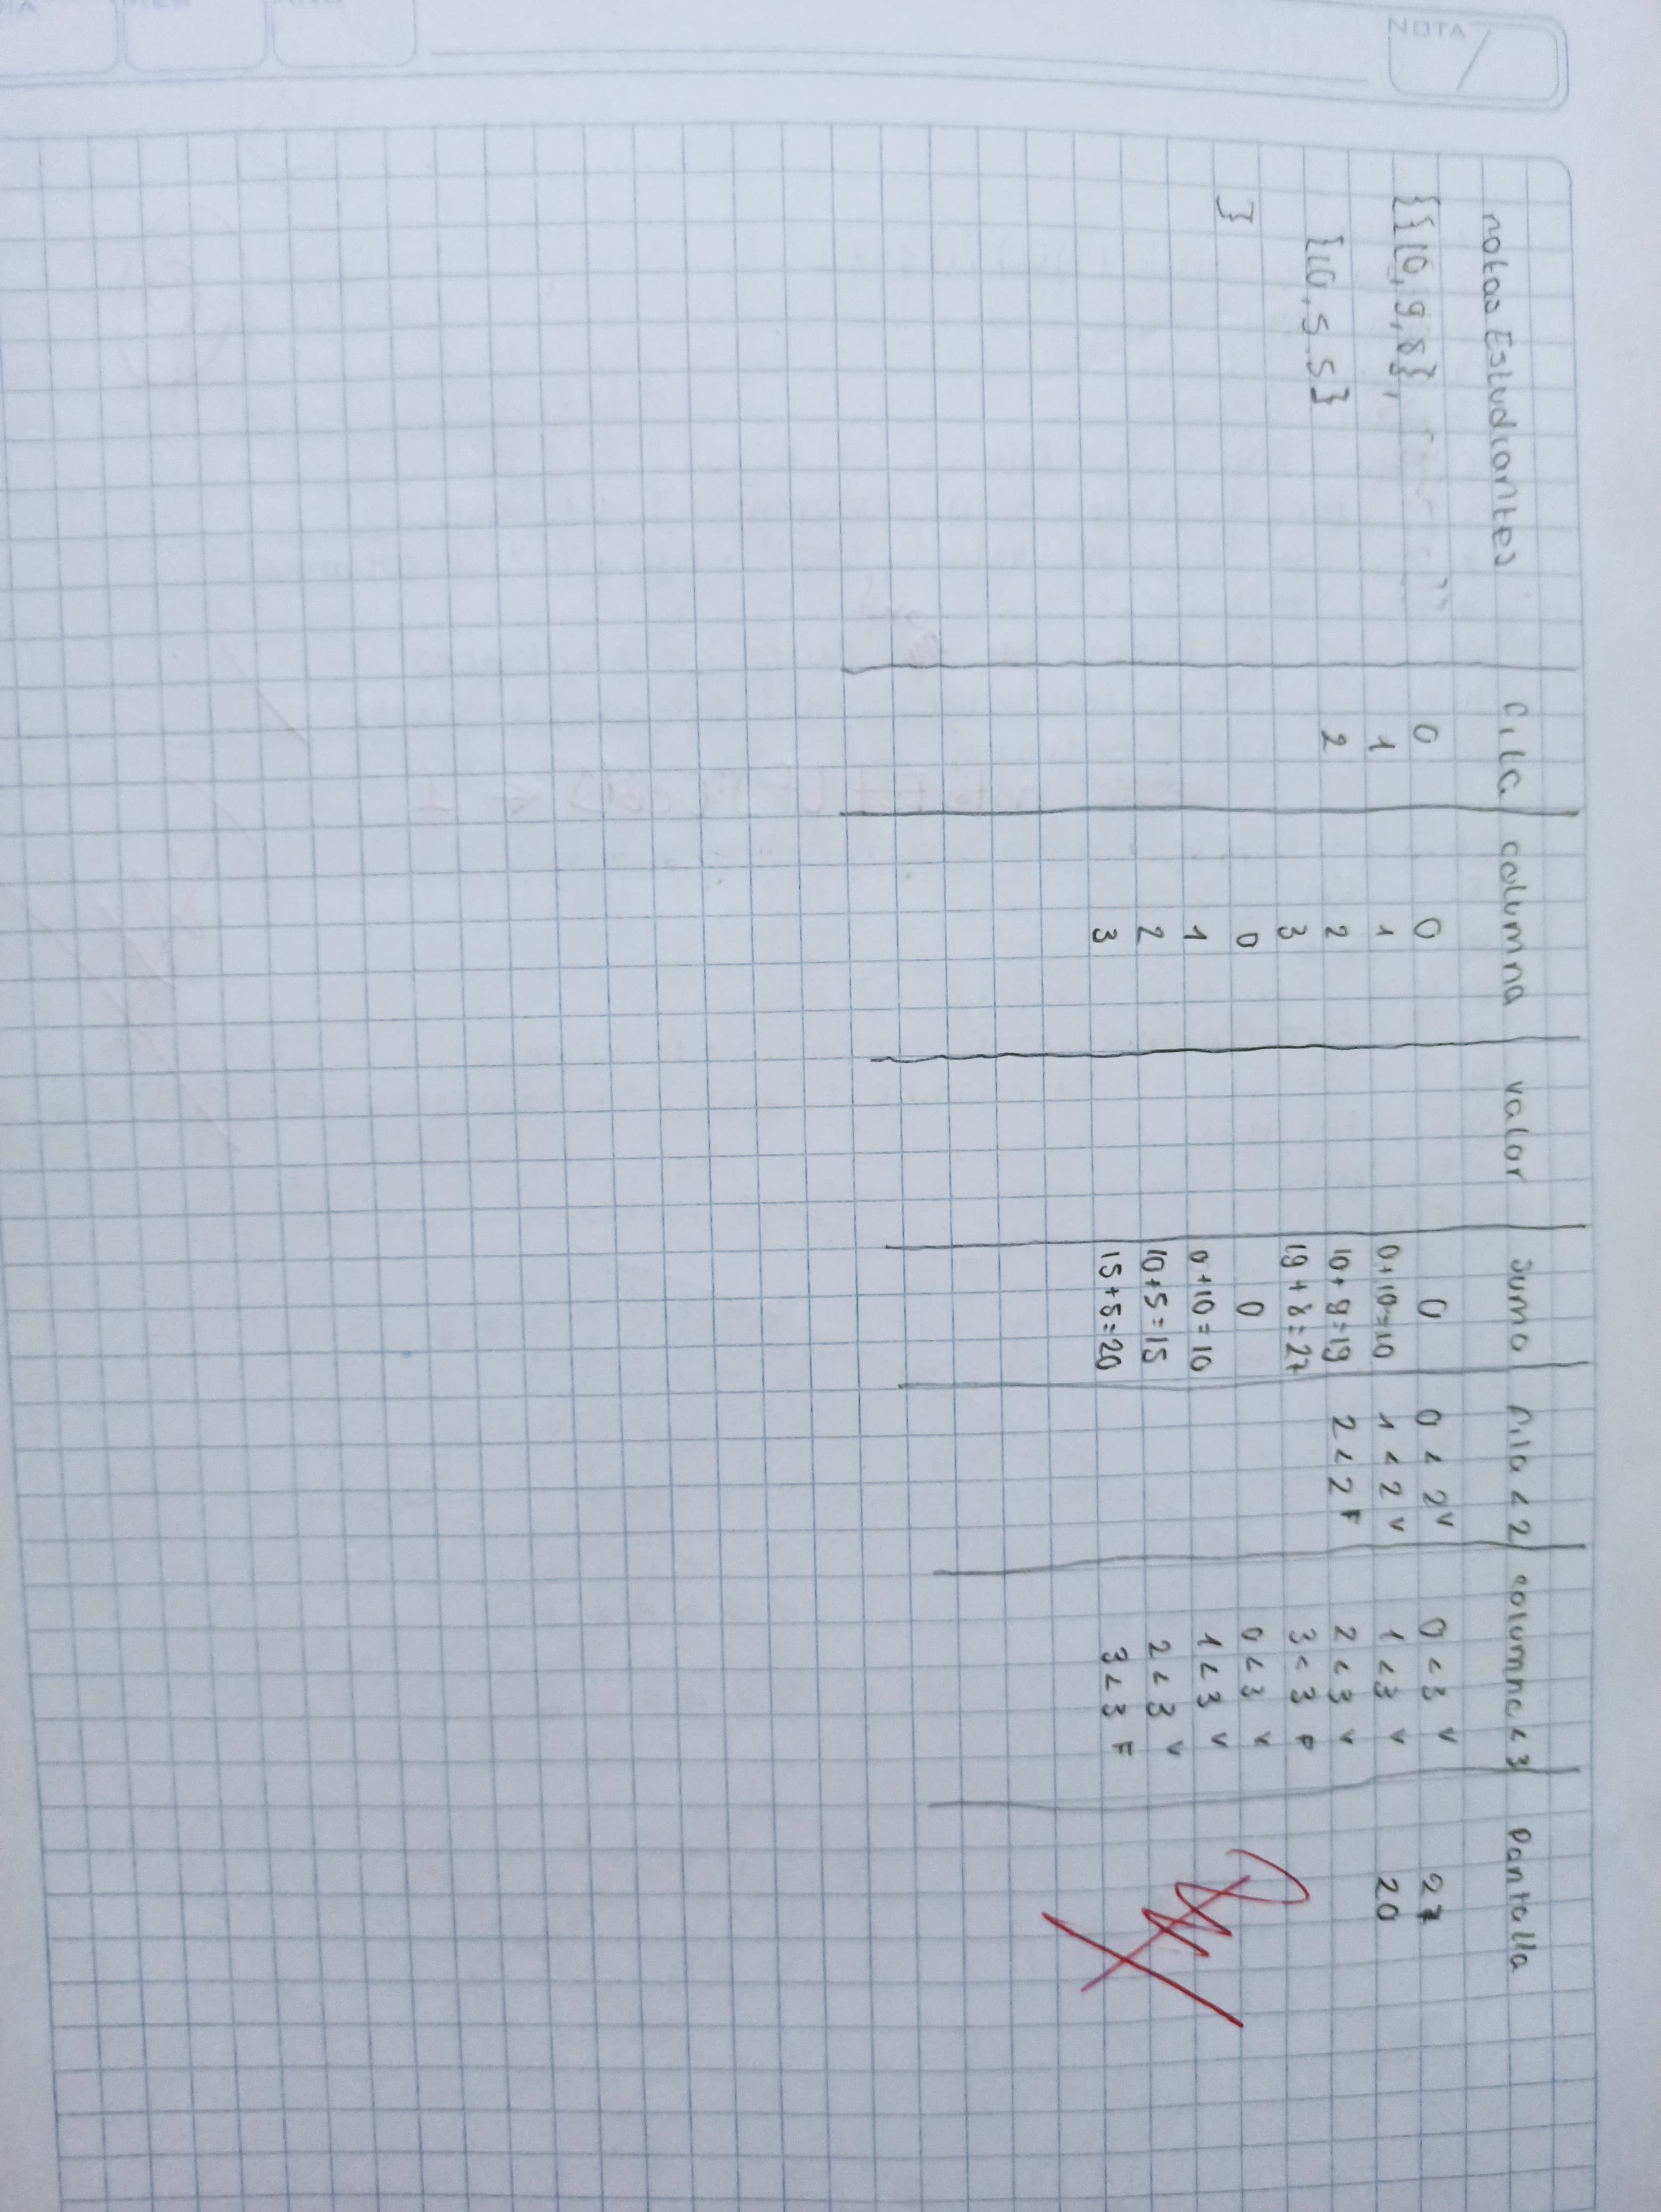 NOTA
notas Estudiantes | fila | columna | valor | suma | fila < 2 | columna < 3 | Pantalla
{{10, 9, 8}, 0 0 0 0 < 2 v 0 < 3 v 27
1 1 0+10=10 1 < 2 v 1 < 3 v 20
{10, 5 5} 2 2 10+9=19 2 < 2 F 2 < 3 v
3 19+8=27 3 < 3 F
} 0 0 0 < 3 v
1 0+10=10 1 < 3 v
2 10+5=15 2 < 3 v
3 15+5=20 3 < 3 F